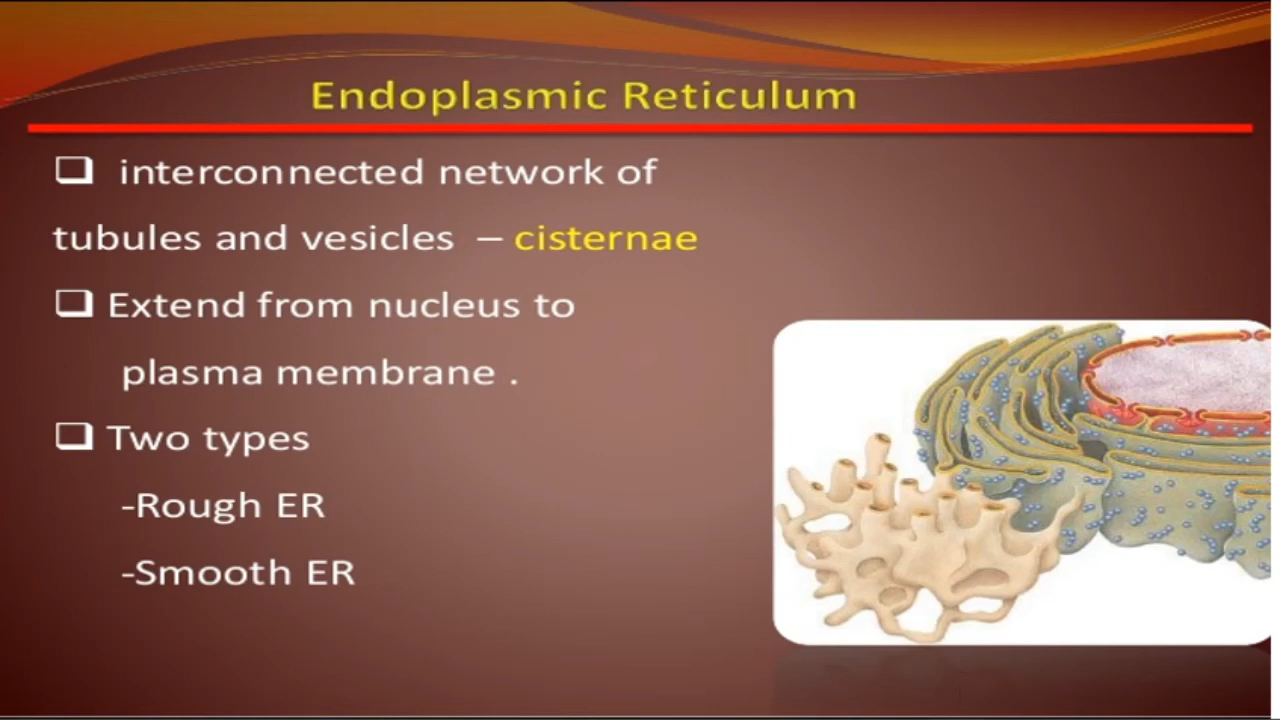 Endoplasmic Reticulum
❑ interconnected network of
tubules and vesicles – cisternae
❑ Extend from nucleus to
plasma membrane .
❑ Two types
-Rough ER
-Smooth ER